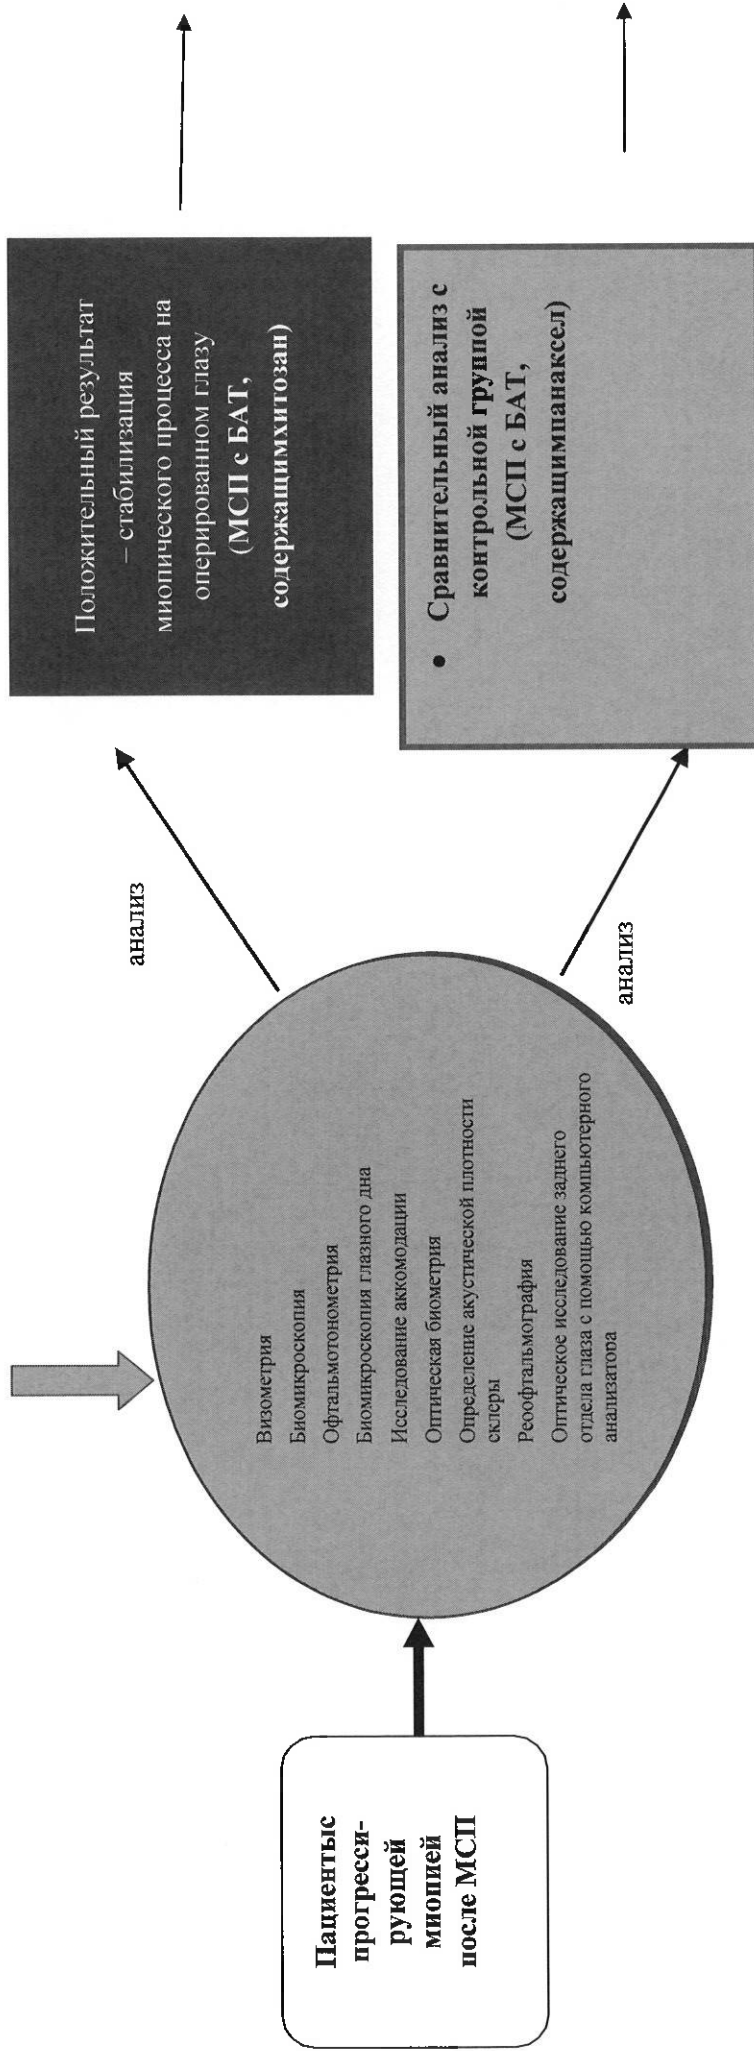 Пациентыс
прогресси-
рующей
миопией
после МСП
Визометрия
Биомикроскопия
Офтальмотонометрия
Биомикроскопия глазного дна
Исследование аккомодации
Оптическая биометрия
Определение акустической плотности
склеры
Реоофтальмография
Оптическое исследование заднего
отдела глаза с помощью компьютерного
анализатора
анализ
анализ
Положительный результат
– стабилизация
миопического процесса на
оперированном глазу
(МСП с БАТ,
содержащимхитозан)
• Сравнительный анализ с
контрольной группой
(МСП с БАТ,
содержащимпанаксел)